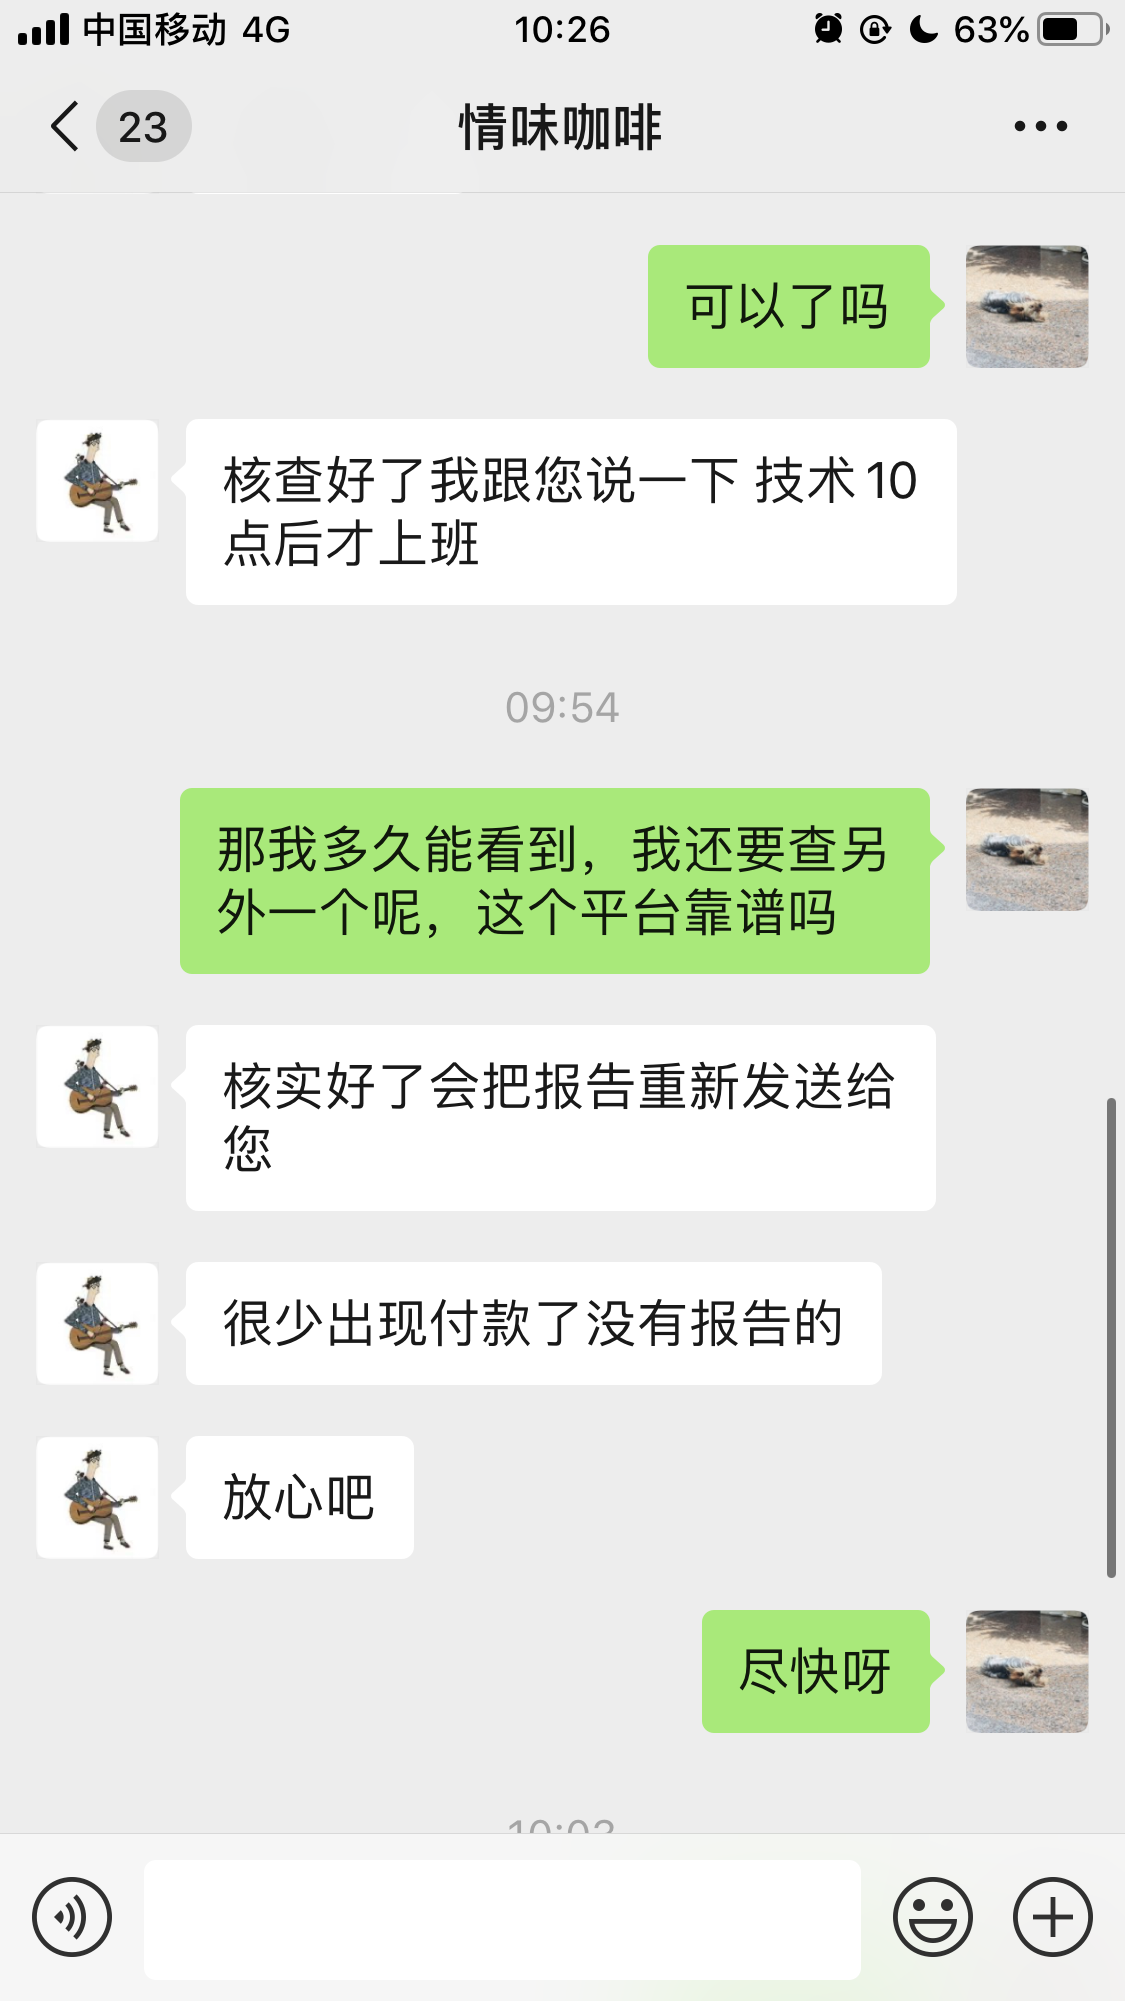 中国移动 4G 10:26 63%
23 情味咖啡
可以了吗
核查好了我跟您说一下 技术10
点后才上班
09:54
那我多久能看到，我还要查另
外一个呢，这个平台靠谱吗
核实好了会把报告重新发送给
您
很少出现付款了没有报告的
放心吧
尽快呀
10:03